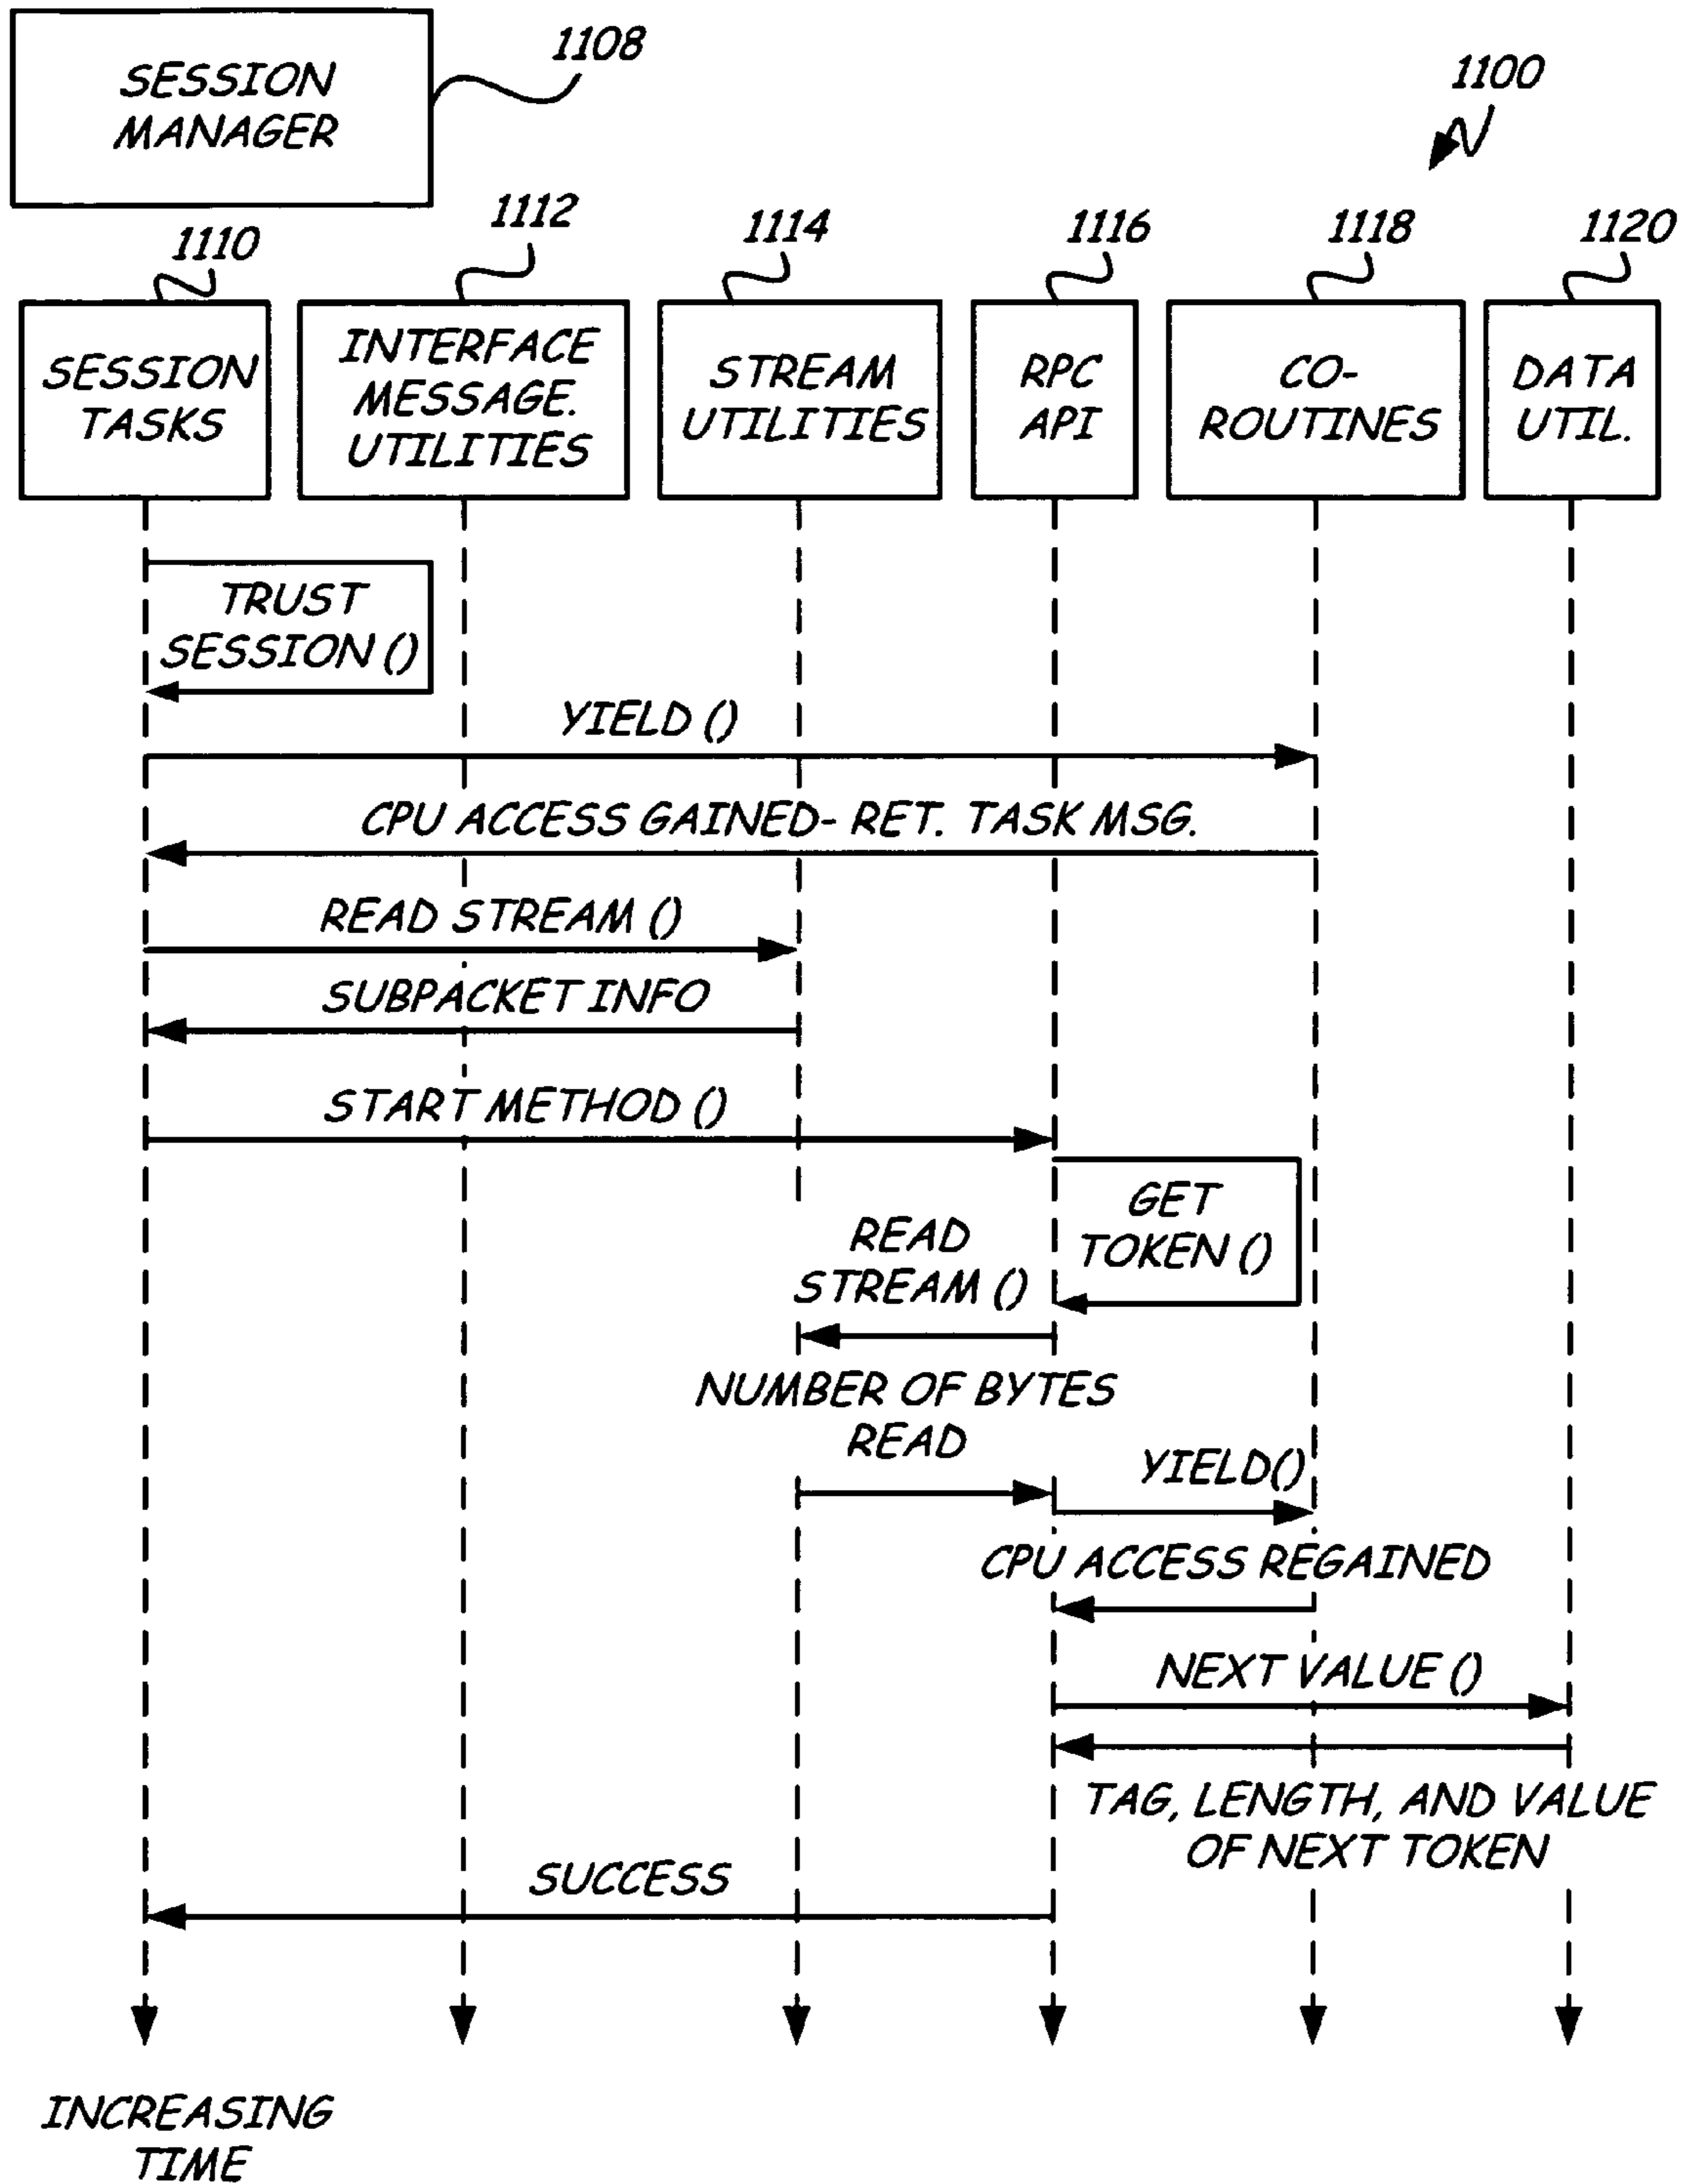 SESSION
MANAGER
1108
1100
1110
1112
1114
1116
1118
1120
SESSION
TASKS
INTERFACE
MESSAGE.
UTILITIES
STREAM
UTILITIES
RPC
API
CO-
ROUTINES
DATA
UTIL.
TRUST
SESSION ()
YIELD ()
CPU ACCESS GAINED- RET. TASK MSG.
READ STREAM ()
SUBPACKET INFO
START METHOD ()
GET
TOKEN ()
READ
STREAM ()
NUMBER OF BYTES
READ
YIELD()
CPU ACCESS REGAINED
NEXT VALUE ()
TAG, LENGTH, AND VALUE
OF NEXT TOKEN
SUCCESS
INCREASING
TIME